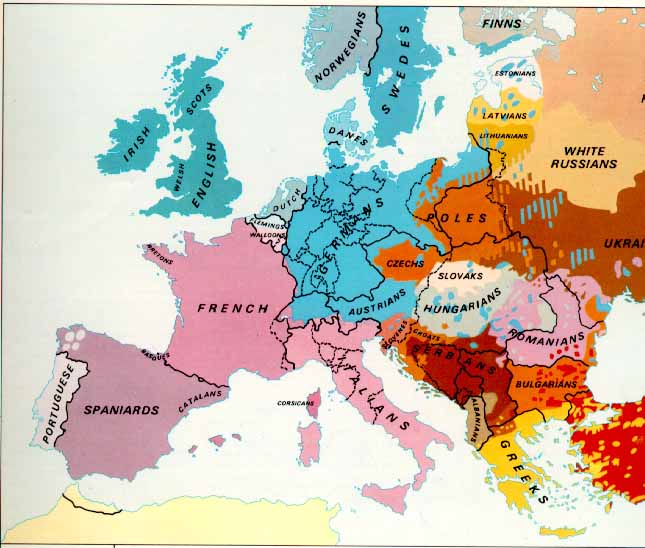 FINNS
NORWEGIANS
SWEDES
ESTONIANS
SCOTS
LATVIANS
DANES
LITHUANIANS
IRISH
WHITE
RUSSIANS
WELSH
ENGLISH
DUTCH
GERMANS
POLES
FLEMINGS
WALLOONS
UKRAI
BRETONS
CZECHS
SLOVAKS
FRENCH
AUSTRIANS
HUNGARIANS
SLOVENES
CROATS
ROMANIANS
BASQUES
SERBIANS
ITALIANS
BULGARIANS
PORTUGUESE
SPANIARDS
CATALANS
CORSICANS
ALBANIANS
GREEKS